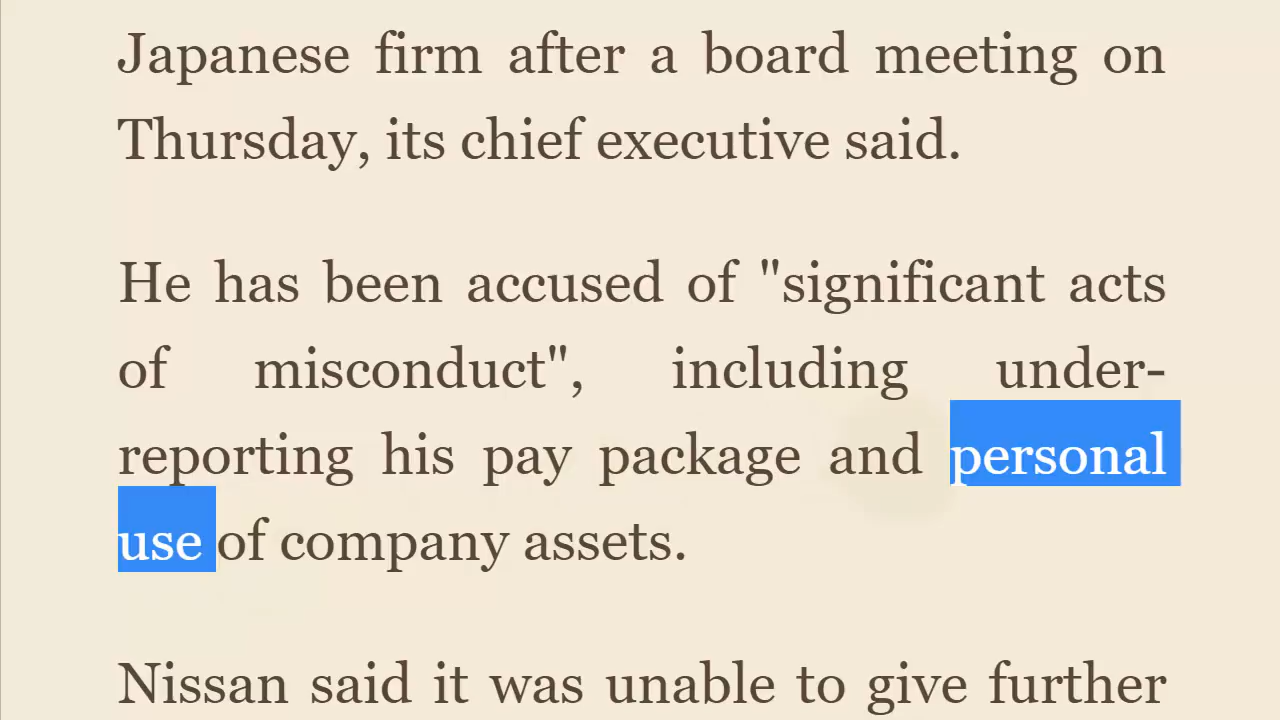 Japanese firm after a board meeting on
Thursday, its chief executive said.
He has been accused of "significant acts
of misconduct", including under-
reporting his pay package and personal
use of company assets.
Nissan said it was unable to give further